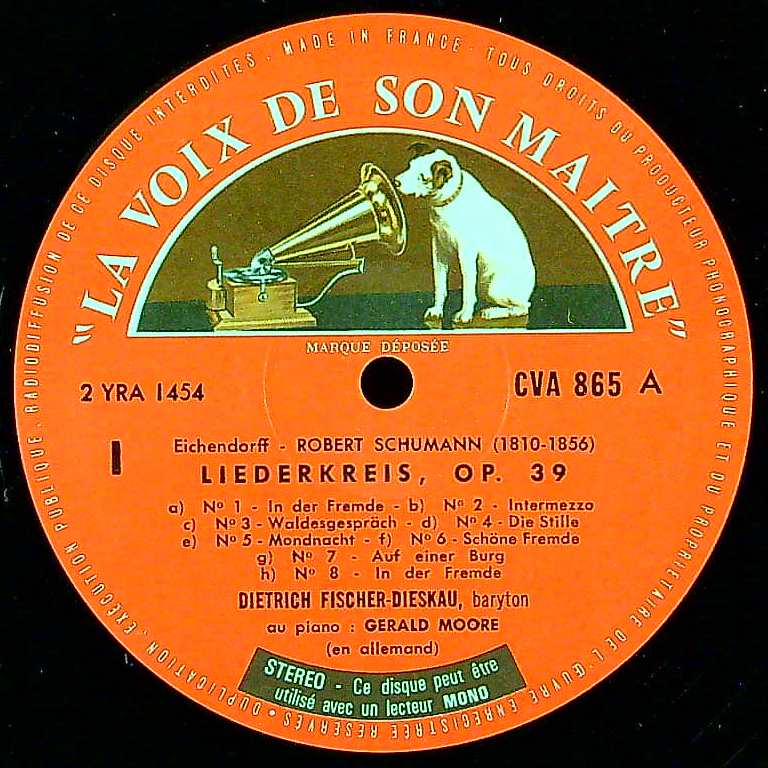 MADE IN FRANCE · TOUS DROITS DU PRODUCTEUR PHONOGRAPHIQUE ET DU PROPRIETAIRE DE L'ŒUVRE ENREGISTREE RESERVES · DUPLICATION, EXÉCUTION PUBLIQUE, RADIODIFFUSION DE CE DISQUE INTERDITES ·
"LA VOIX DE SON MAITRE"
MARQUE DÉPOSÉE
2 YRA 1454
CVA 865 A
I
Eichendorff - ROBERT SCHUMANN (1810-1856)
LIEDERKREIS, OP. 39
a) Nº 1 - In der Fremde - b) Nº 2 - Intermezzo
c) Nº 3 - Waldesgespräch - d) Nº 4 - Die Stille
e) Nº 5 - Mondnacht - f) Nº 6 - Schöne Fremde
g) Nº 7 - Auf einer Burg
h) Nº 8 - In der Fremde
DIETRICH FISCHER-DIESKAU, baryton
au piano : GERALD MOORE
(en allemand)
STEREO - Ce disque peut être
utilisé avec un lecteur MONO